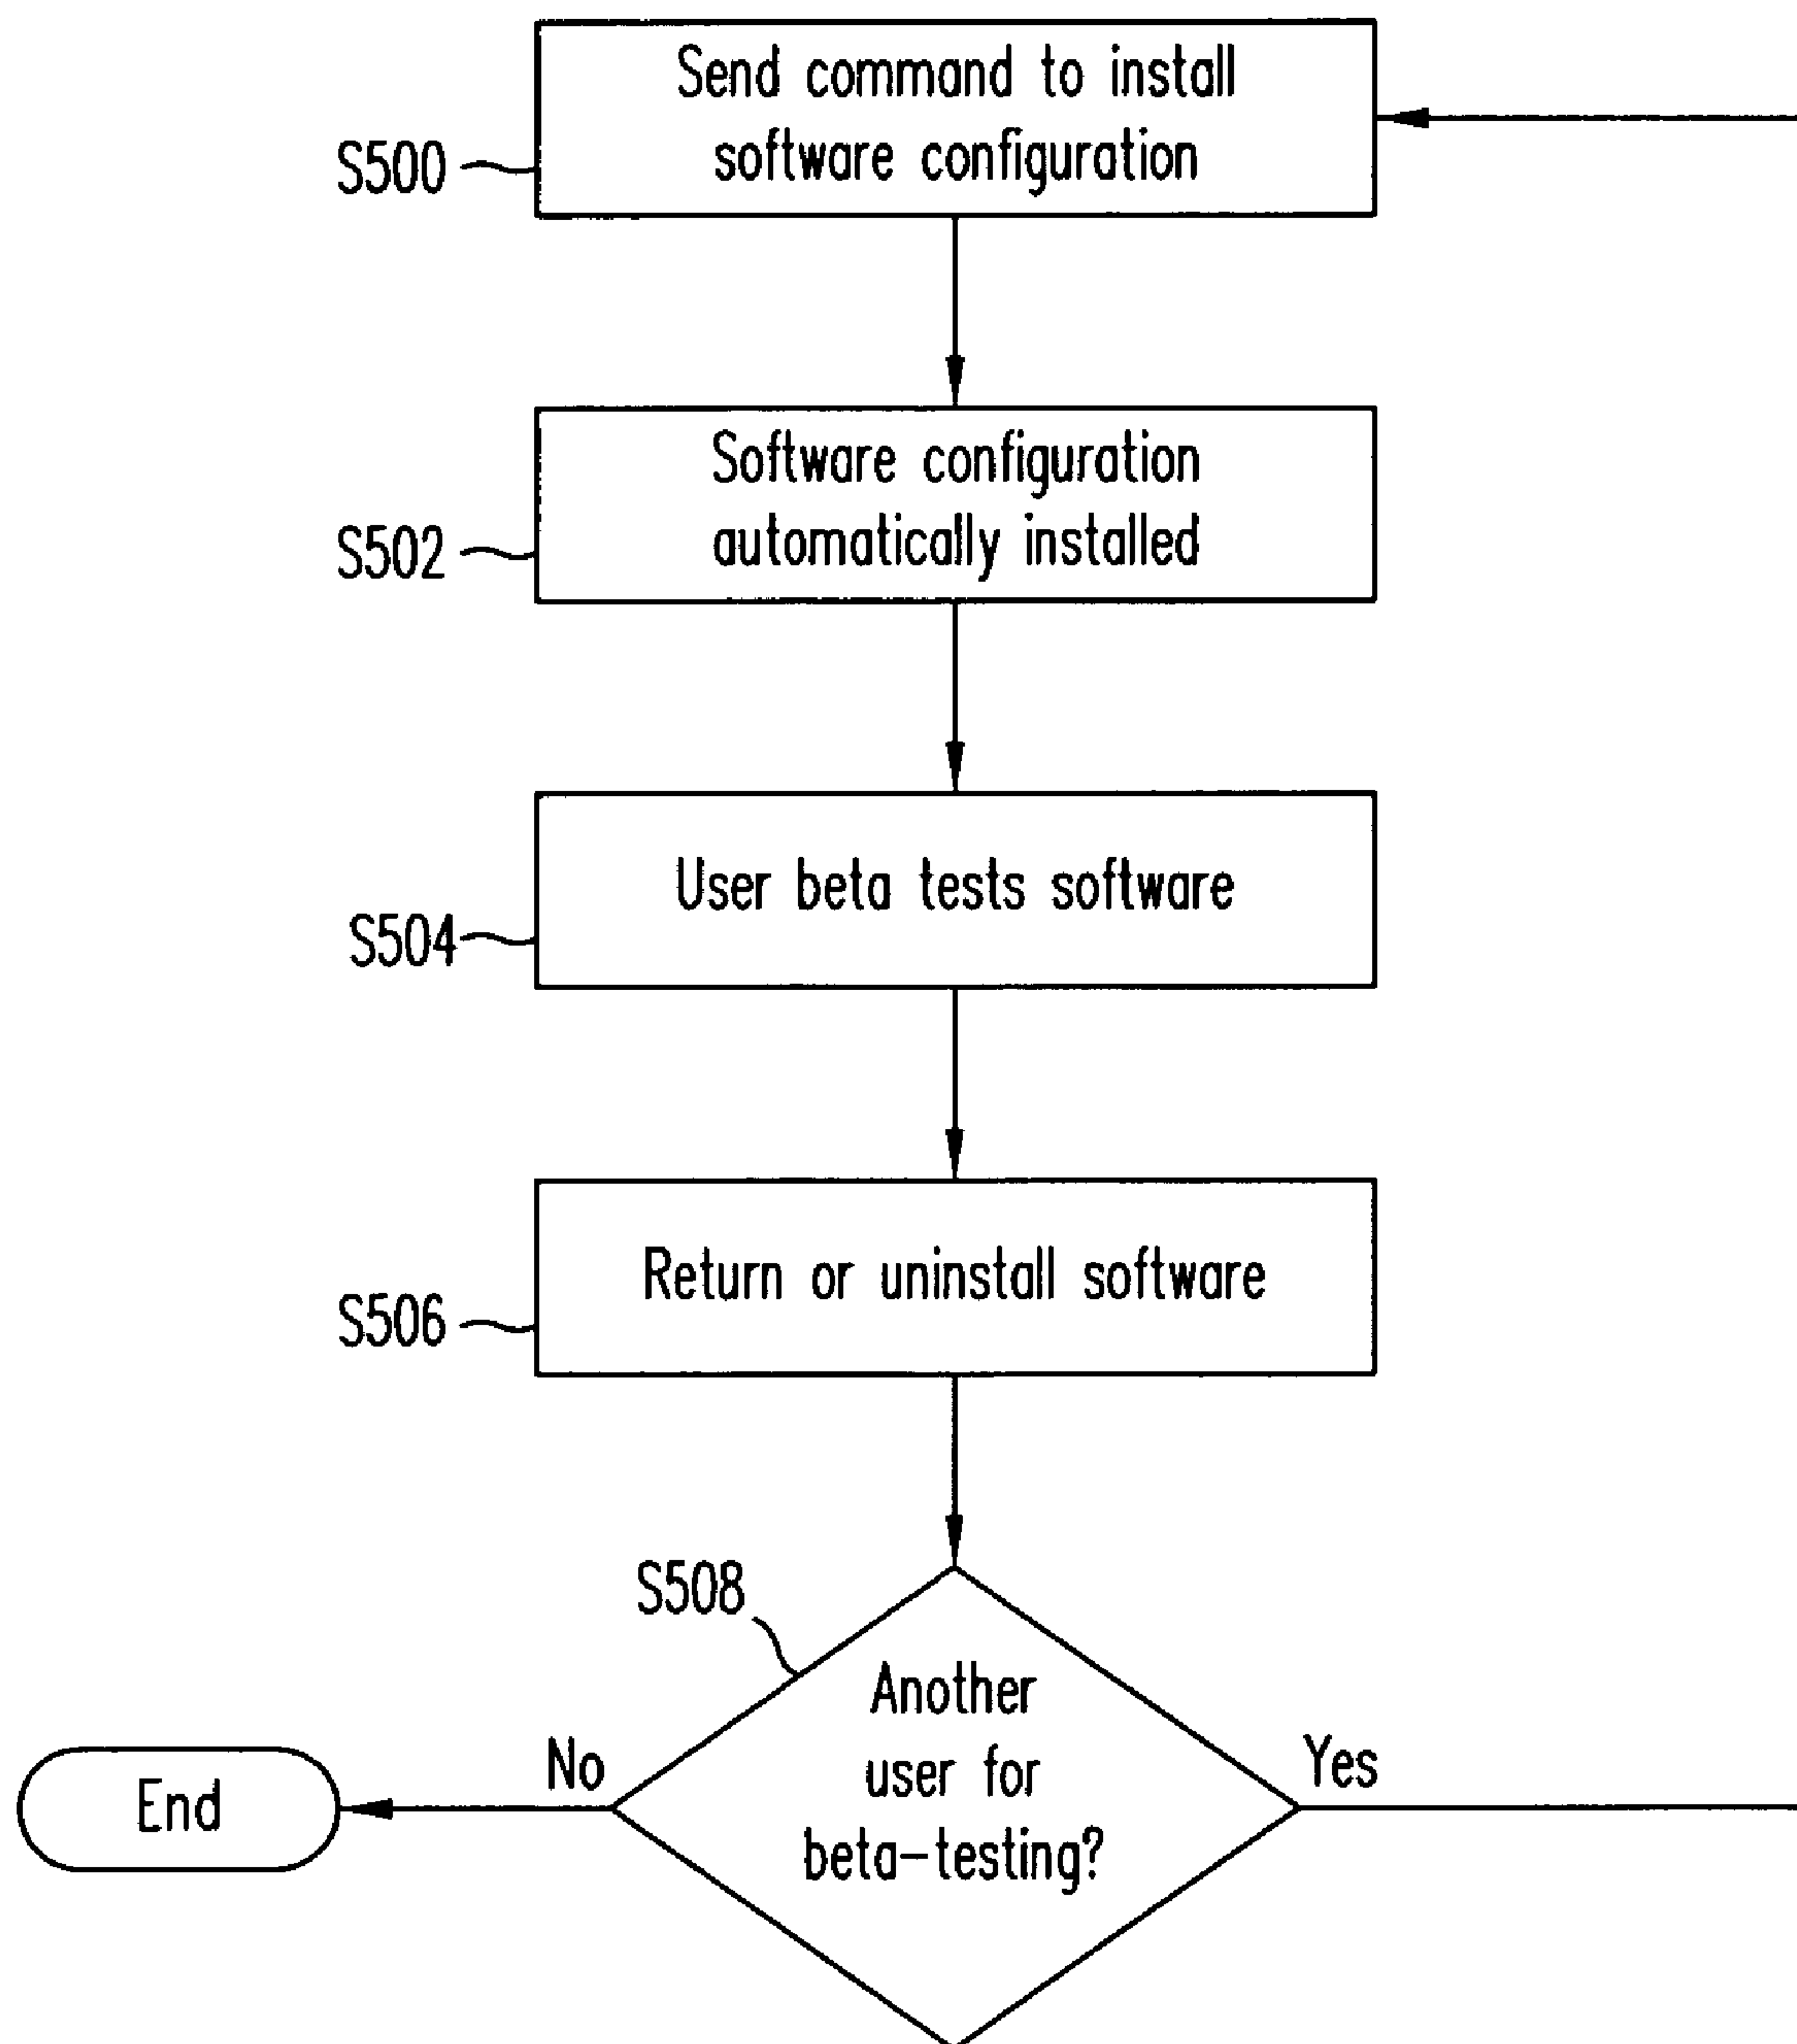 Send command to install
software configuration
S500
Software configuration
automatically installed
S502
User beta tests software
S504
Return or uninstall software
S506
S508
Another
user for
beta-testing?
No
Yes
End